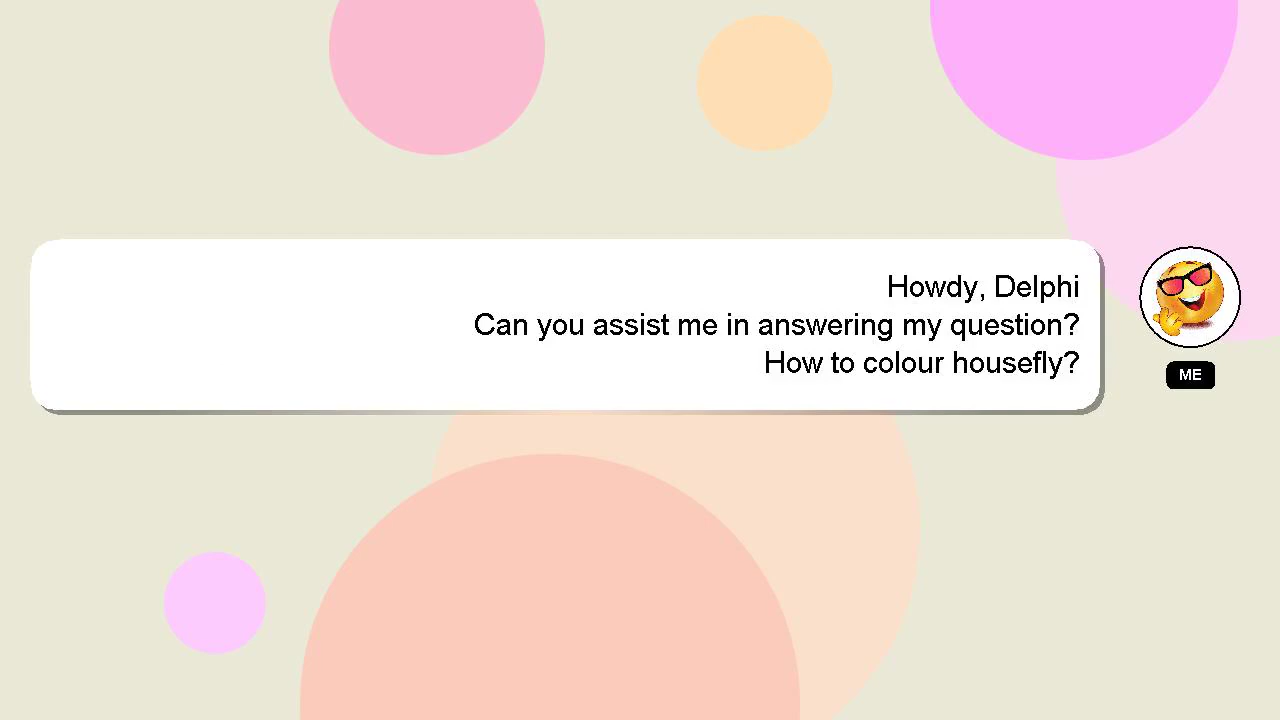 Howdy, Delphi
Can you assist me in answering my question?
How to colour housefly?
ME